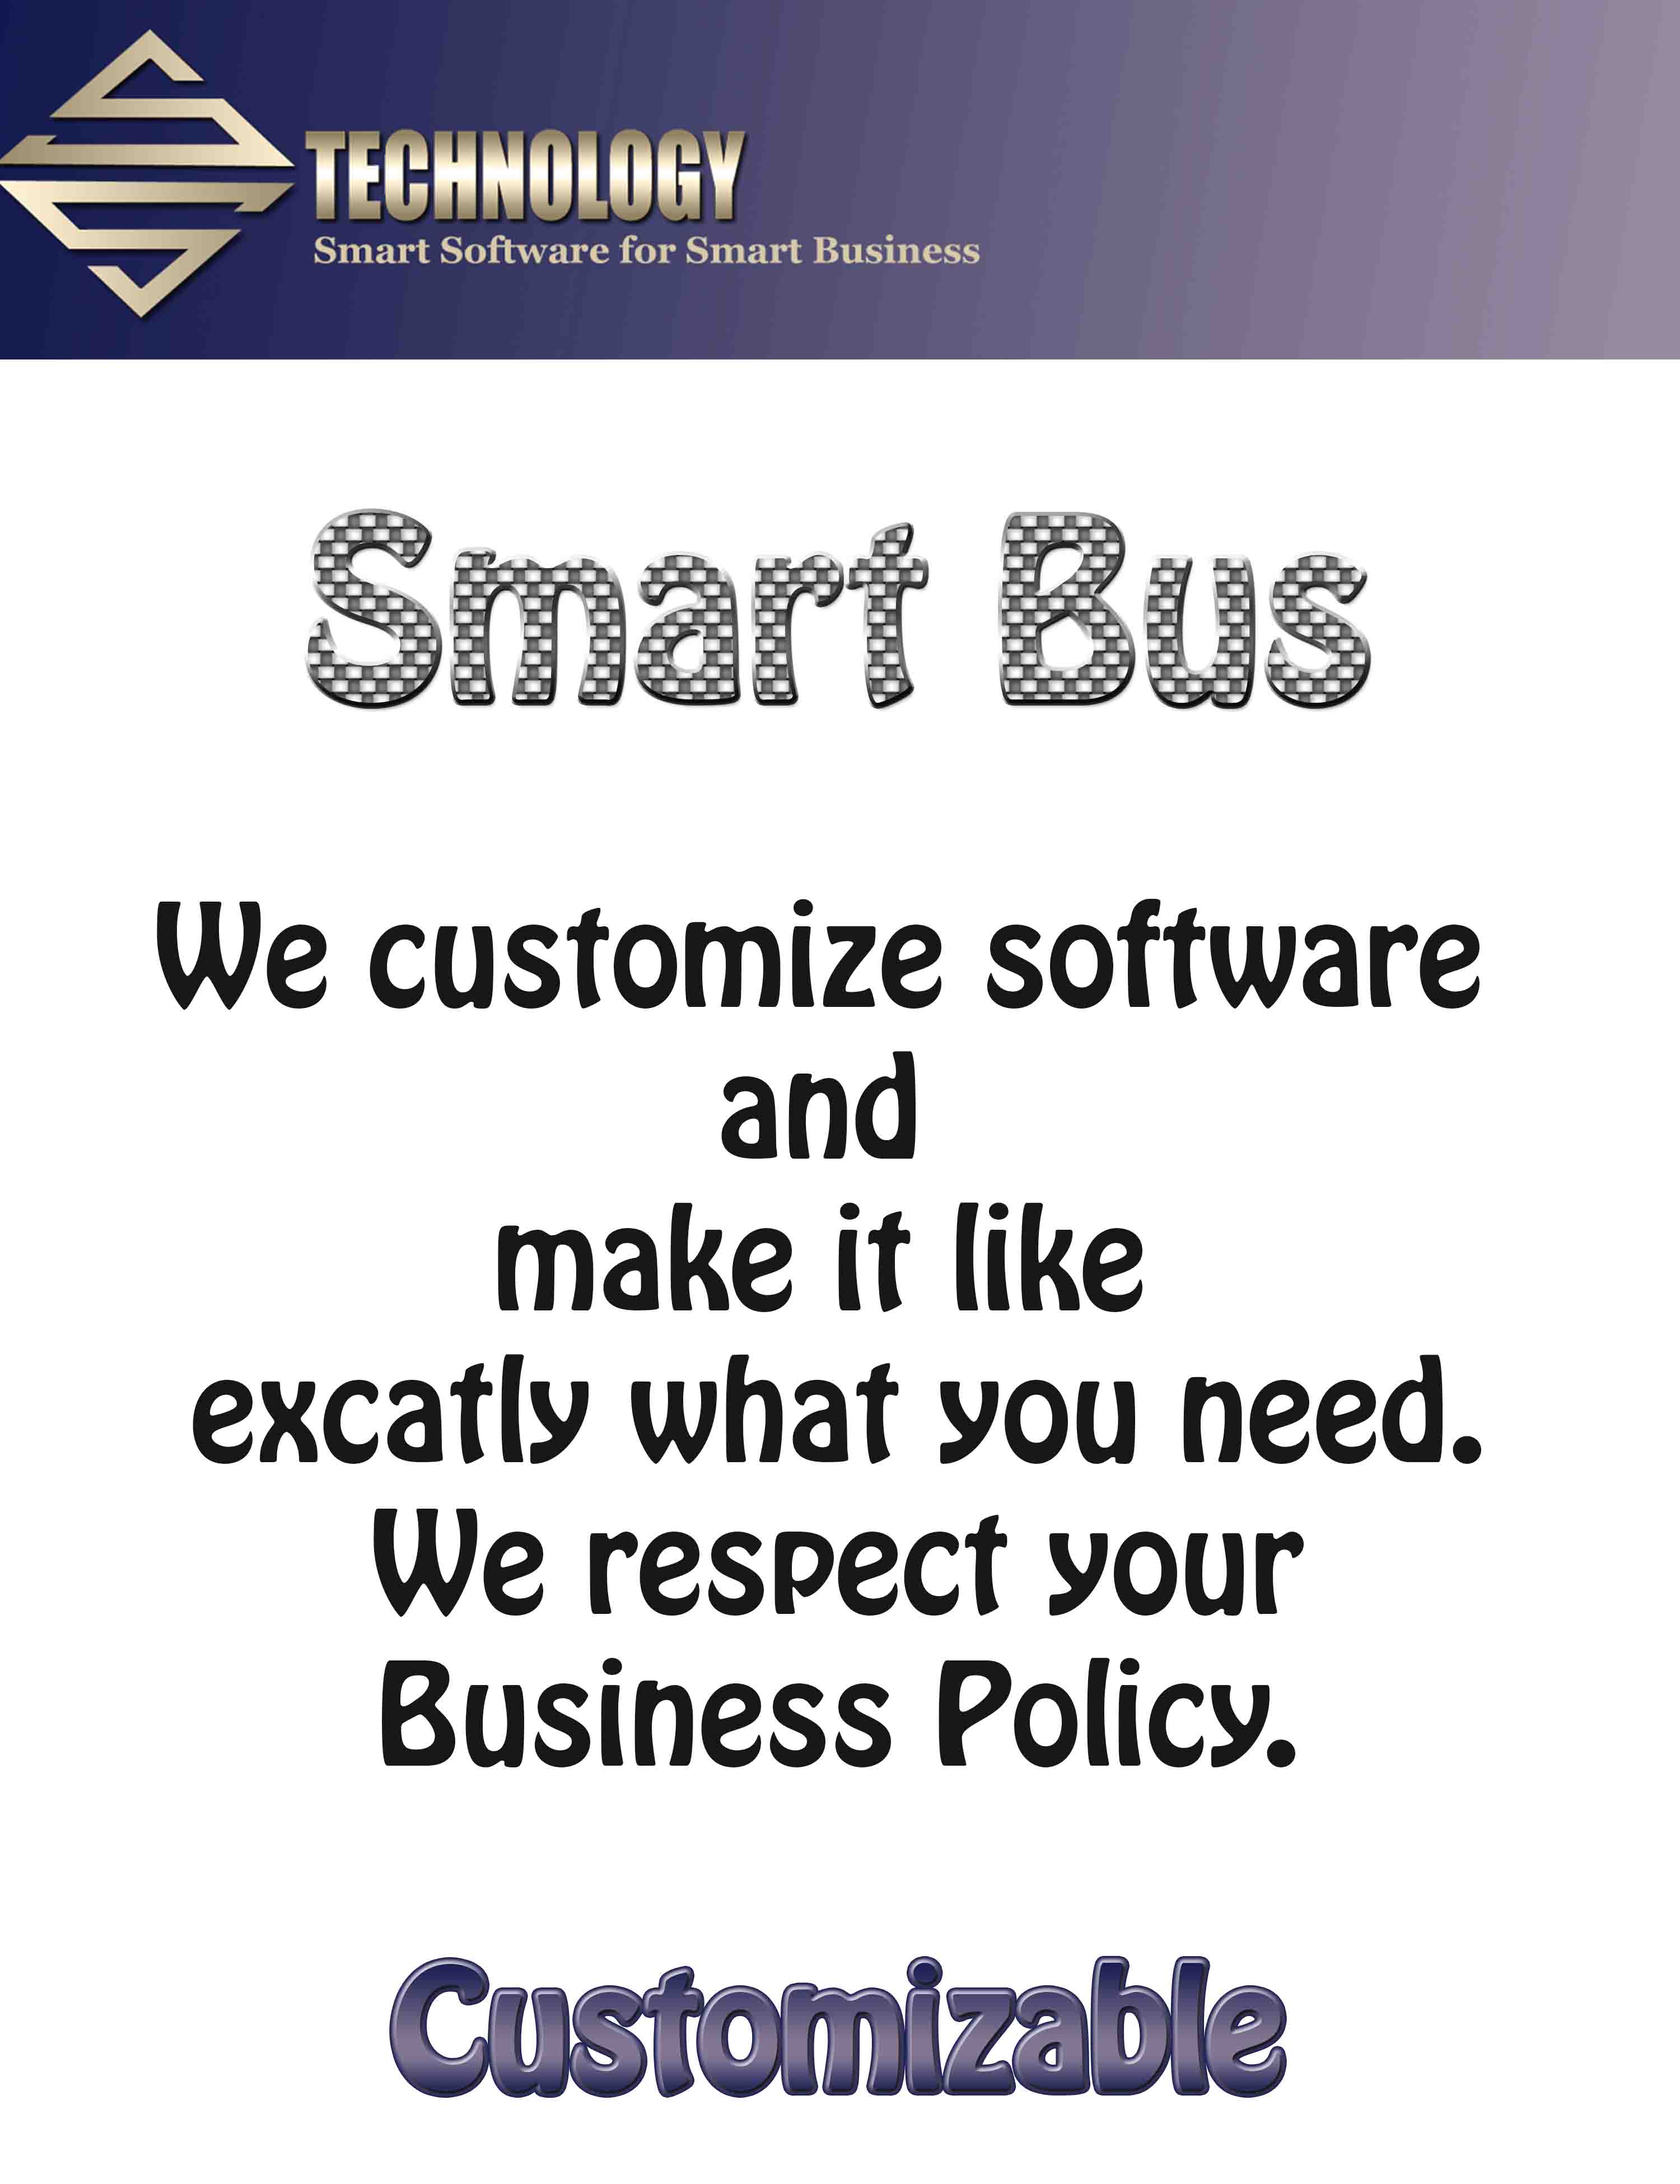 TECHNOLOGY
Smart Software for Smart Business
Smart Bus
We customize software
and
make it like
excatly what you need.
We respect your
Business Policy.
Customizable